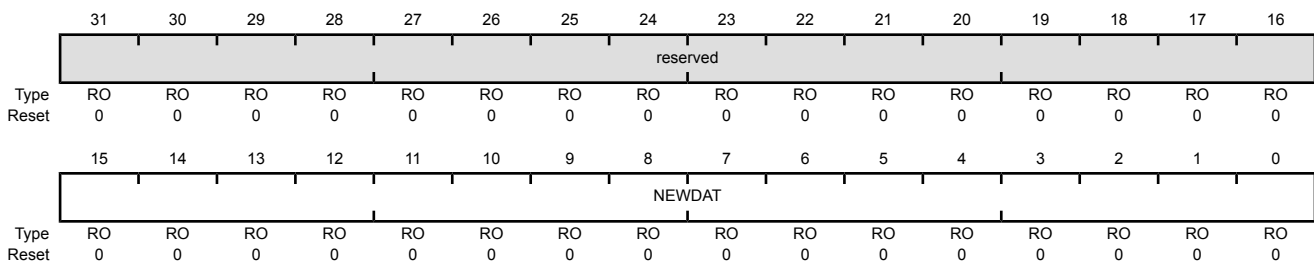 31 30 29 28 27 26 25 24 23 22 21 20 19 18 17 16
reserved
Type RO RO RO RO RO RO RO RO RO RO RO RO RO RO RO RO
Reset 0 0 0 0 0 0 0 0 0 0 0 0 0 0 0 0
15 14 13 12 11 10 9 8 7 6 5 4 3 2 1 0
NEWDAT
Type RO RO RO RO RO RO RO RO RO RO RO RO RO RO RO RO
Reset 0 0 0 0 0 0 0 0 0 0 0 0 0 0 0 0